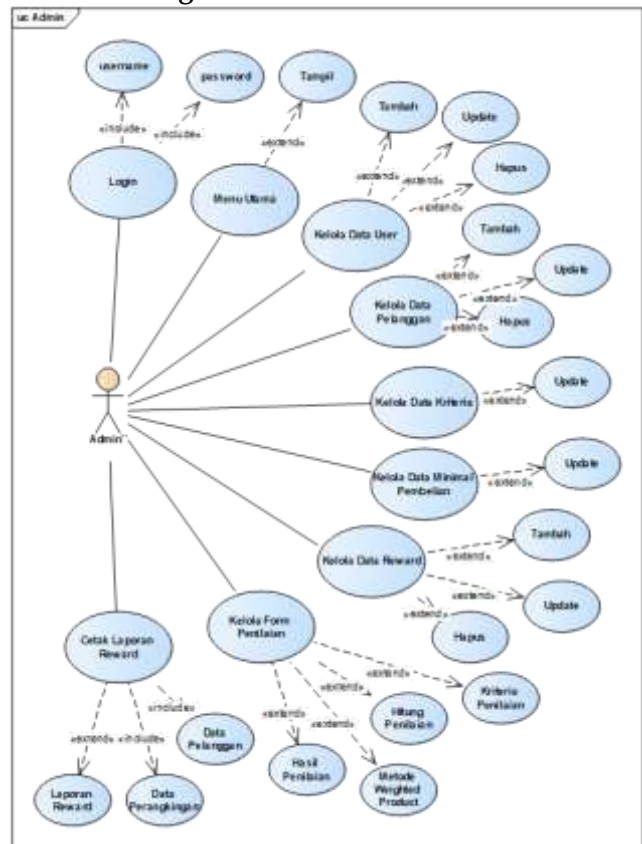 uc Admin
username
password
Tampil
Tambah
Update
Hapus
«include»
«include»
«extend»
«extend»
«extend»
«extend»
Login
Menu Utama
Kelola Data User
Tambah
Update
Hapus
«extend»
«extend»
«extend»
Kelola Data
Pelanggan
Kelola Data Kriteria
«extend»
Update
Admin
Kelola Data Minimal
Pembelian
«extend»
Update
Kelola Data Reward
«extend»
Tambah
«extend»
Update
«extend»
Hapus
Cetak Laporan
Reward
Kelola Form
Penilaian
«extend»
Kriteria
Penilaian
«extend»
Hitung
Penilaian
«extend»
Metode
Weighted
Product
«extend»
Hasil
Penilaian
«include»
Data
Pelanggan
«extend»
«include»
Laporan
Reward
Data
Perangkingan